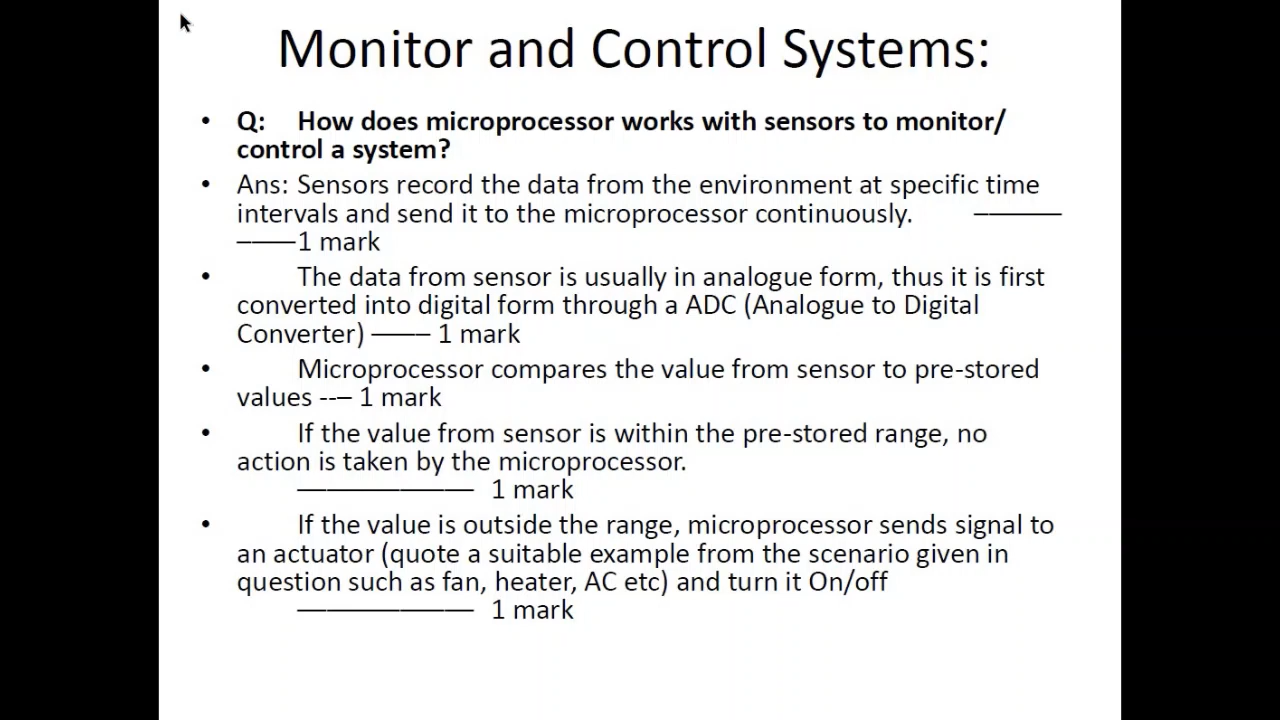 Monitor and Control Systems:
• Q: How does microprocessor works with sensors to monitor/
control a system?
• Ans: Sensors record the data from the environment at specific time
intervals and send it to the microprocessor continuously. ——————
————1 mark
• The data from sensor is usually in analogue form, thus it is first
converted into digital form through a ADC (Analogue to Digital
Converter) ———– 1 mark
• Microprocessor compares the value from sensor to pre-stored
values --–– 1 mark
• If the value from sensor is within the pre-stored range, no
action is taken by the microprocessor.
———————————— 1 mark
• If the value is outside the range, microprocessor sends signal to
an actuator (quote a suitable example from the scenario given in
question such as fan, heater, AC etc) and turn it On/off
———————————— 1 mark